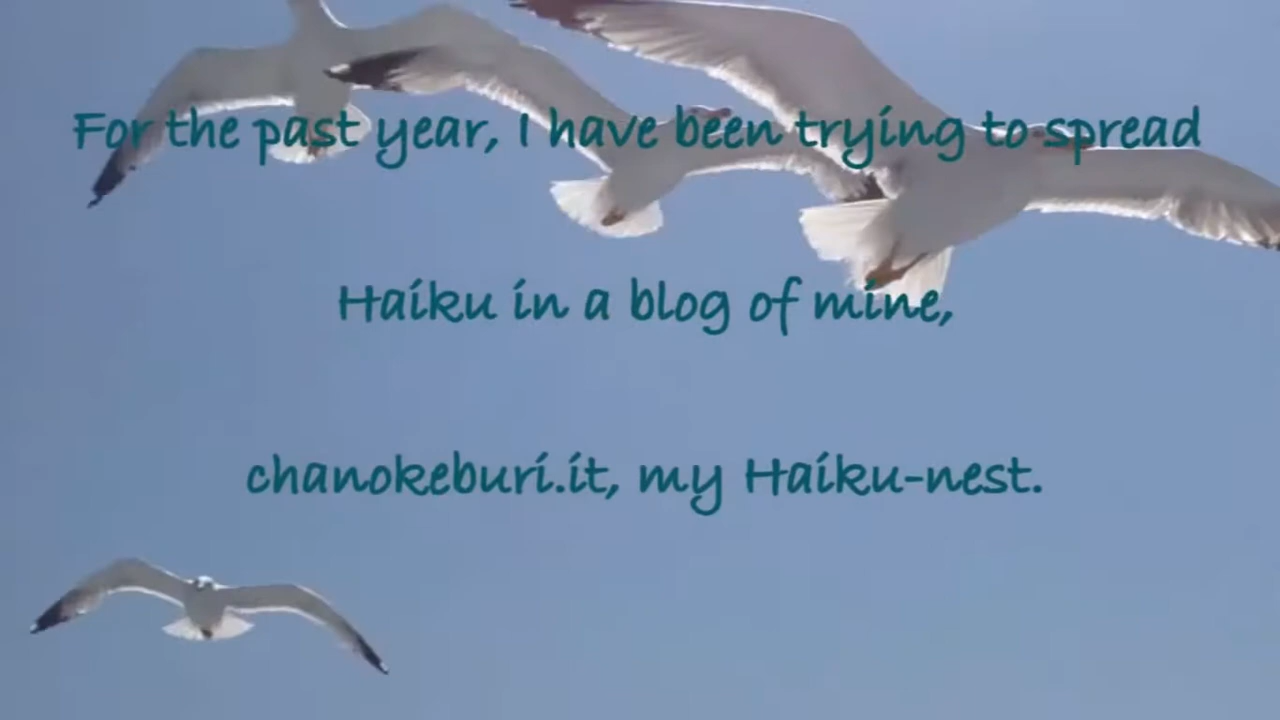 For the past year, I have been trying to spread
Haiku in a blog of mine,
chanokeburi.it, my Haiku-nest.